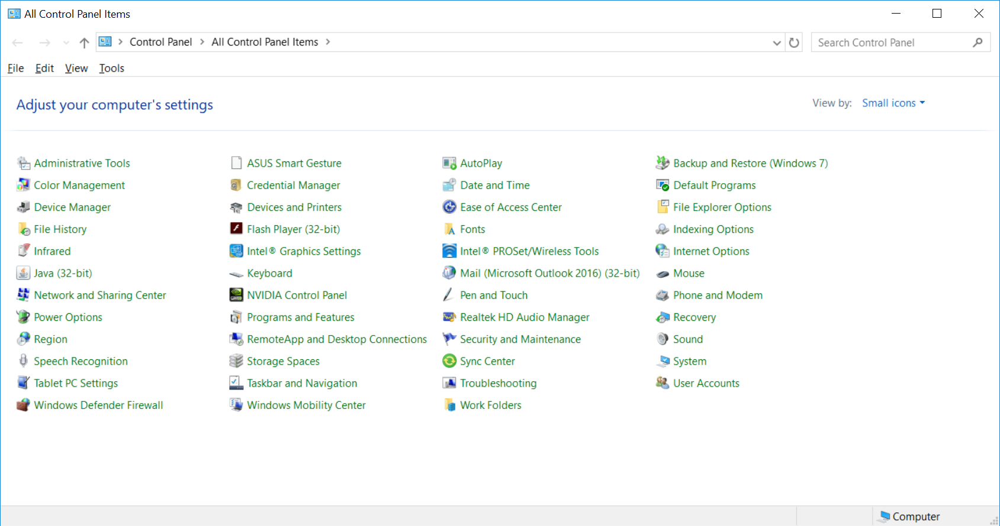 All Control Panel Items
Control Panel All Control Panel Items Search Control Panel
File Edit View Tools
Adjust your computer's settings View by: Small icons
Administrative Tools ASUS Smart Gesture AutoPlay Backup and Restore (Windows 7)
Color Management Credential Manager Date and Time Default Programs
Device Manager Devices and Printers Ease of Access Center File Explorer Options
File History Flash Player (32-bit) Fonts Indexing Options
Infrared Intel® Graphics Settings Intel® PROSet/Wireless Tools Internet Options
Java (32-bit) Keyboard Mail (Microsoft Outlook 2016) (32-bit) Mouse
Network and Sharing Center NVIDIA Control Panel Pen and Touch Phone and Modem
Power Options Programs and Features Realtek HD Audio Manager Recovery
Region RemoteApp and Desktop Connections Security and Maintenance Sound
Speech Recognition Storage Spaces Sync Center System
Tablet PC Settings Taskbar and Navigation Troubleshooting User Accounts
Windows Defender Firewall Windows Mobility Center Work Folders
Computer